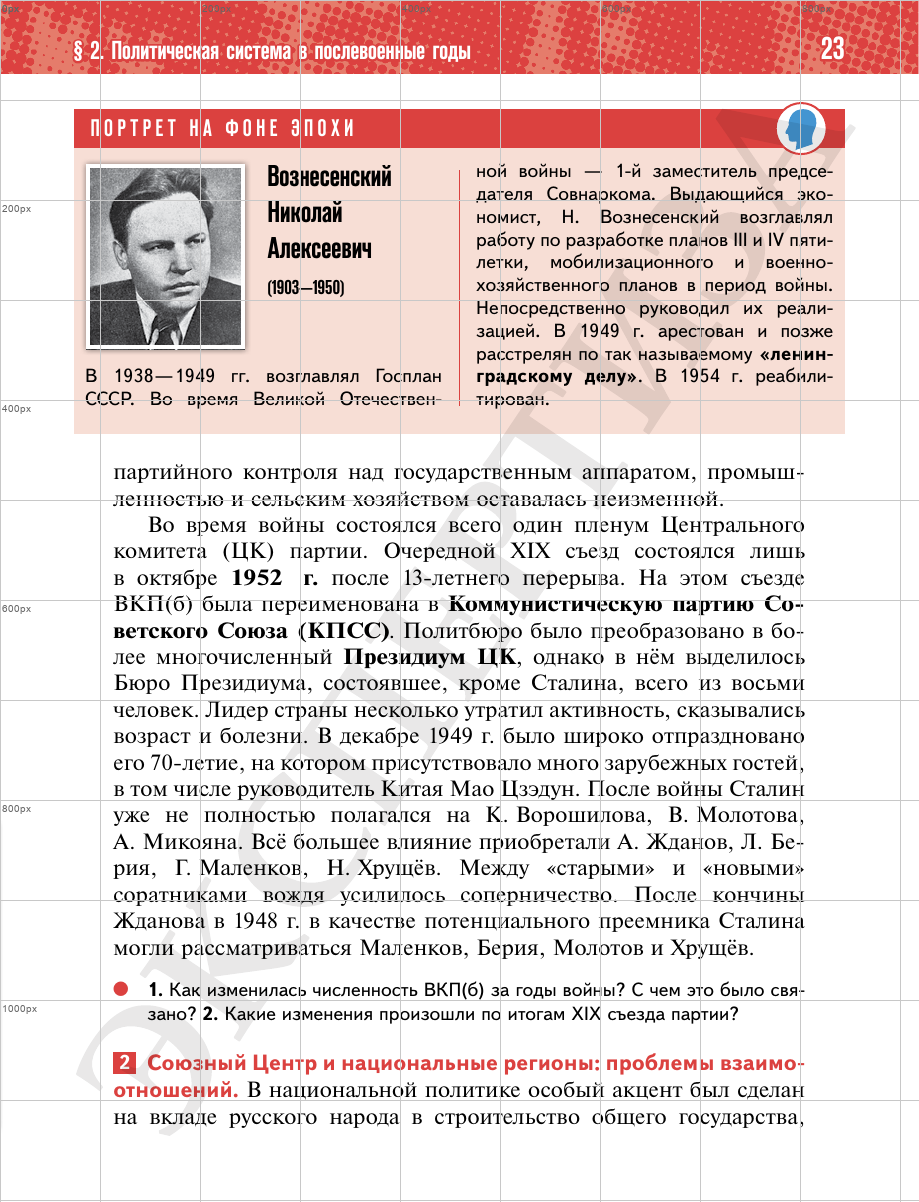 § 2. Политическая система в послевоенные годы
23
ПОРТРЕТ НА ФОНЕ ЭПОХИ
Вознесенский
Николай
Алексеевич
(1903—1950)
В 1938—1949 гг. возглавлял Госплан
СССР. Во время Великой Отечествен-
ной войны — 1-й заместитель предсе-
дателя Совнаркома. Выдающийся эко-
номист, Н. Вознесенский возглавлял
работу по разработке планов III и IV пяти-
летки, мобилизационного и военно-
хозяйственного планов в период войны.
Непосредственно руководил их реали-
зацией. В 1949 г. арестован и позже
расстрелян по так называемому «ленин-
градскому делу». В 1954 г. реабили-
тирован.
партийного контроля над государственным аппаратом, промыш-
ленностью и сельским хозяйством оставалась неизменной.
Во время войны состоялся всего один пленум Центрального
комитета (ЦК) партии. Очередной XIX съезд состоялся лишь
в октябре 1952 г. после 13-летнего перерыва. На этом съезде
ВКП(б) была переименована в Коммунистическую партию Со-
ветского Союза (КПСС). Политбюро было преобразовано в бо-
лее многочисленный Президиум ЦК, однако в нём выделилось
Бюро Президиума, состоявшее, кроме Сталина, всего из восьми
человек. Лидер страны несколько утратил активность, сказывались
возраст и болезни. В декабре 1949 г. было широко отпраздновано
его 70-летие, на котором присутствовало много зарубежных гостей,
в том числе руководитель Китая Мао Цзэдун. После войны Сталин
уже не полностью полагался на К. Ворошилова, В. Молотова,
А. Микояна. Всё большее влияние приобретали А. Жданов, Л. Бе-
рия, Г. Маленков, Н. Хрущёв. Между «старыми» и «новыми»
соратниками вождя усилилось соперничество. После кончины
Жданова в 1948 г. в качестве потенциального преемника Сталина
могли рассматриваться Маленков, Берия, Молотов и Хрущёв.
1. Как изменилась численность ВКП(б) за годы войны? С чем это было свя-
зано? 2. Какие изменения произошли по итогам XIX съезда партии?
2 Союзный Центр и национальные регионы: проблемы взаимо-
отношений. В национальной политике особый акцент был сделан
на вкладе русского народа в строительство общего государства,
ЭКСПЕРТИЗА
200px
400px
600px
800px
1000px